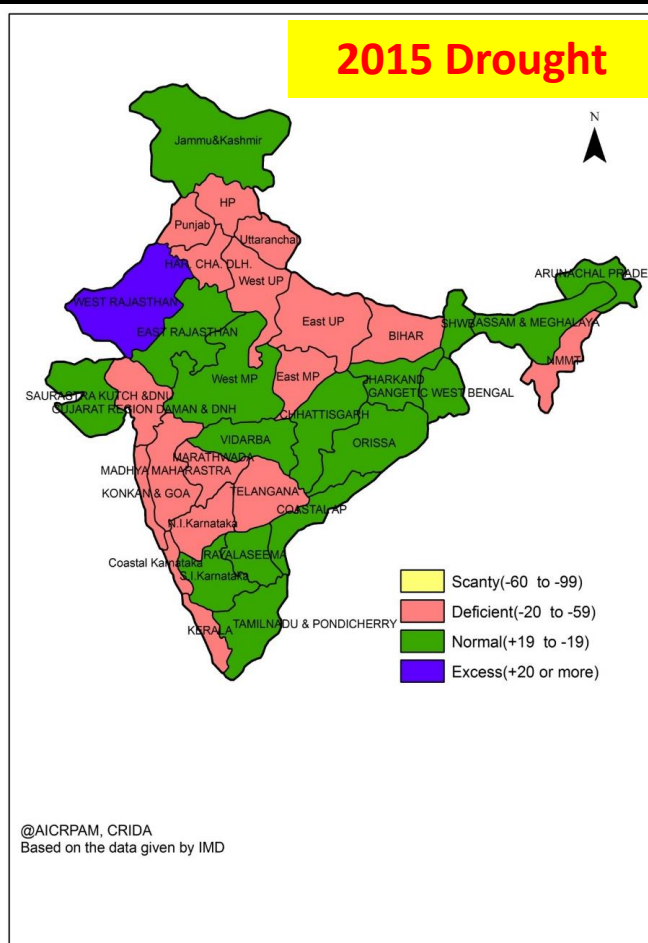 2015 Drought
N
Jammu&Kashmir
HP
Punjab
Uttaranchal
HAR. CHA. DLH.
West UP
WEST RAJASTHAN
ARUNACHAL PRADE
EAST RAJASTHAN
East UP
BIHAR
SHWB
ASSAM & MEGHALAYA
NMMT
West MP
East MP
JHARKAND
GANGETIC WEST BENGAL
SAURASTRA KUTCH &DNU
GUJARAT REGION DAMAN & DNH
CHHATTISGARH
VIDARBA
ORISSA
MARATHWADA
MADHYA MAHARASTRA
KONKAN & GOA
TELANGANA
COASTAL AP
N.I.Karnataka
RAYALASEEMA
Coastal Karnataka
S.I.Karnataka
TAMILNADU & PONDICHERRY
KERALA
Scanty(-60 to -99)
Deficient(-20 to -59)
Normal(+19 to -19)
Excess(+20 or more)
@AICRPAM, CRIDA
Based on the data given by IMD